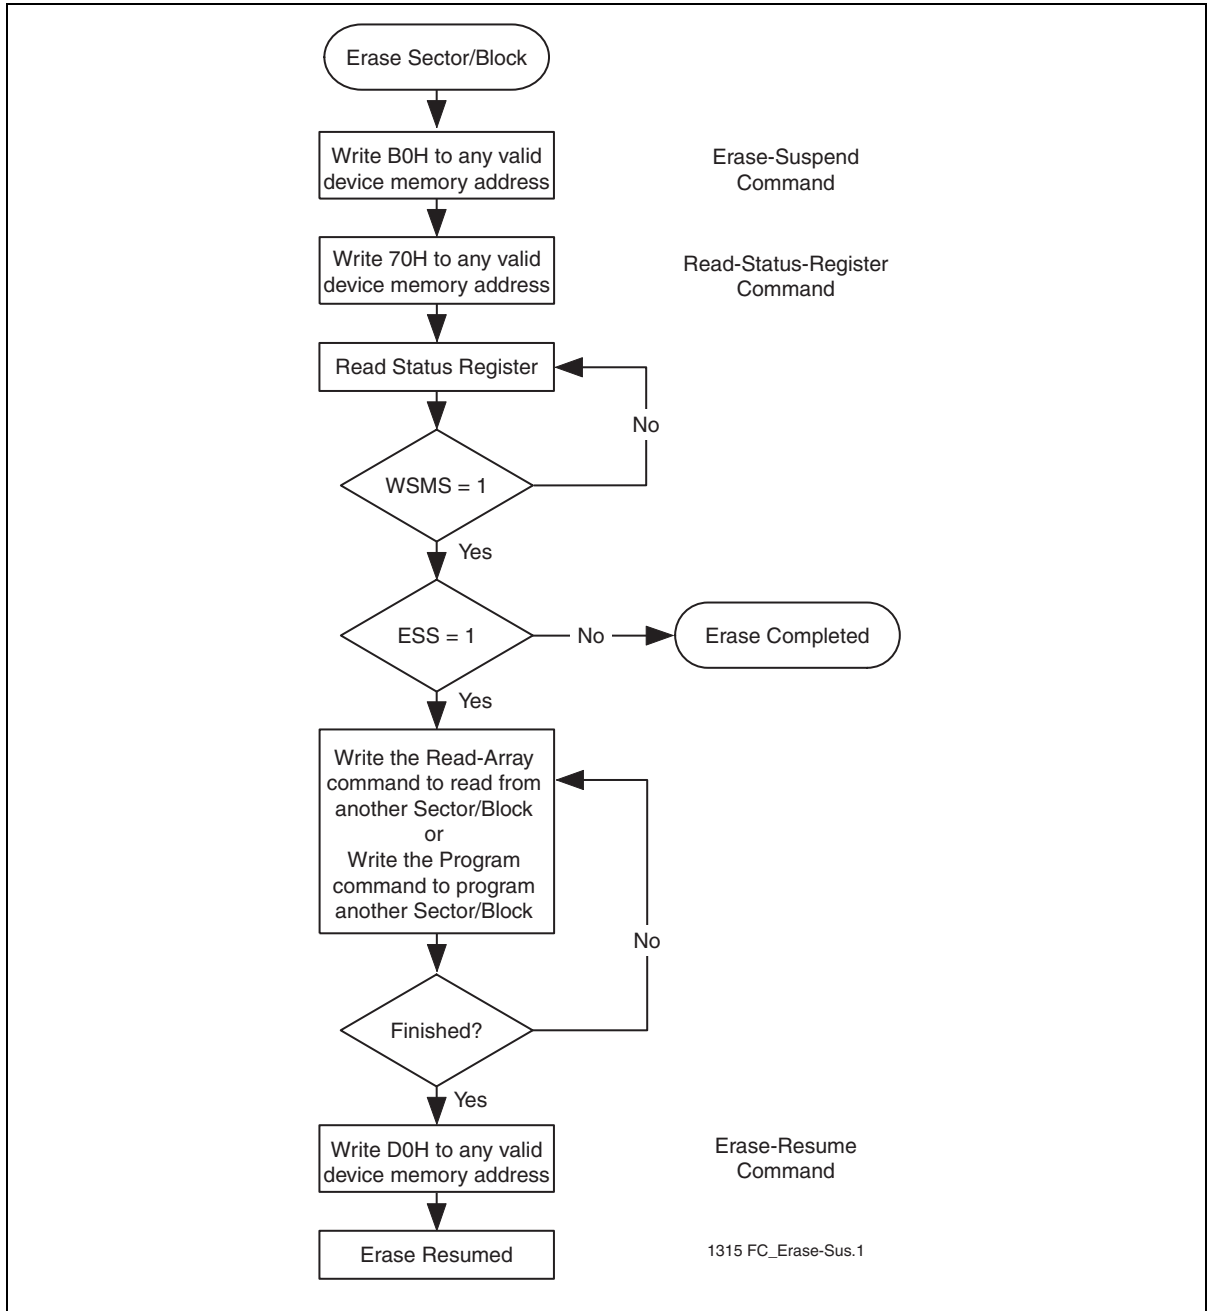 Erase Sector/Block
Write B0H to any valid
device memory address
Erase-Suspend
Command
Write 70H to any valid
device memory address
Read-Status-Register
Command
Read Status Register
No
WSMS = 1
Yes
ESS = 1
No
Erase Completed
Yes
Write the Read-Array
command to read from
another Sector/Block
or
Write the Program
command to program
another Sector/Block
No
Finished?
Yes
Write D0H to any valid
device memory address
Erase-Resume
Command
Erase Resumed
1315 FC_Erase-Sus.1